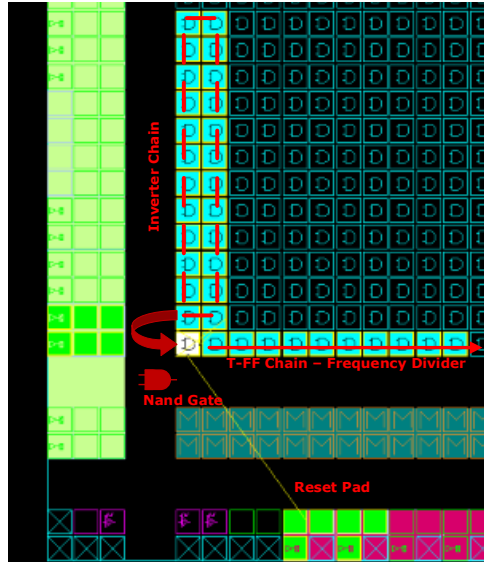 Inverter Chain
T-FF Chain – Frequency Divider
Nand Gate
Reset Pad